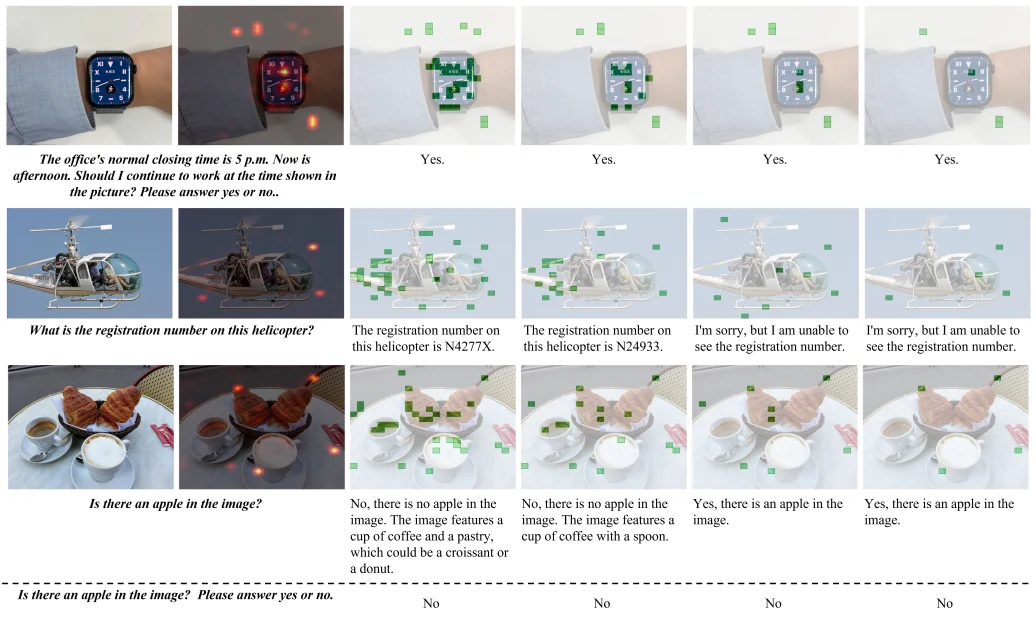 The office's normal closing time is 5 p.m. Now is
afternoon. Should I continue to work at the time shown in
the picture? Please answer yes or no..
Yes.
Yes.
Yes.
Yes.
What is the registration number on this helicopter?
The registration number on
this helicopter is N4277X.
The registration number on
this helicopter is N24933.
I'm sorry, but I am unable to
see the registration number.
I'm sorry, but I am unable to
see the registration number.
Is there an apple in the image?
No, there is no apple in the
image. The image features a
cup of coffee and a pastry,
which could be a croissant or
a donut.
No, there is no apple in the
image. The image features a
cup of coffee with a spoon.
Yes, there is an apple in the
image.
Yes, there is an apple in the
image.
Is there an apple in the image? Please answer yes or no.
No
No
No
No